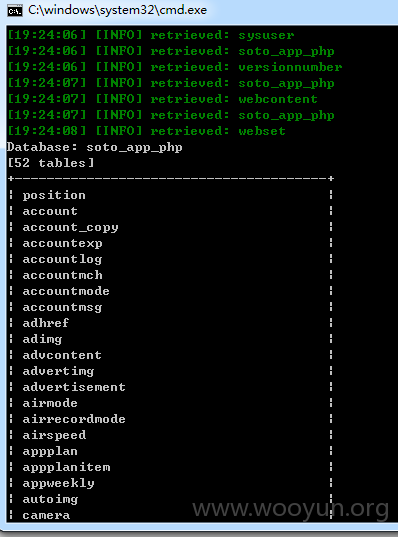 C:\windows\system32\cmd.exe
[19:24:06] [INFO] retrieved: sysuser
[19:24:06] [INFO] retrieved: soto_app_php
[19:24:06] [INFO] retrieved: versionnumber
[19:24:07] [INFO] retrieved: soto_app_php
[19:24:07] [INFO] retrieved: webcontent
[19:24:07] [INFO] retrieved: soto_app_php
[19:24:08] [INFO] retrieved: webset
Database: soto_app_php
[52 tables]
+---------------------------------------+
| position |
| account |
| account_copy |
| accountexp |
| accountlog |
| accountmch |
| accountmode |
| accountmsg |
| adhref |
| adimg |
| advcontent |
| advertimg |
| advertisement |
| airmode |
| airrecordmode |
| airspeed |
| appplan |
| appplanitem |
| appweekly |
| autoimg |
| camera |
www.wooyun.org